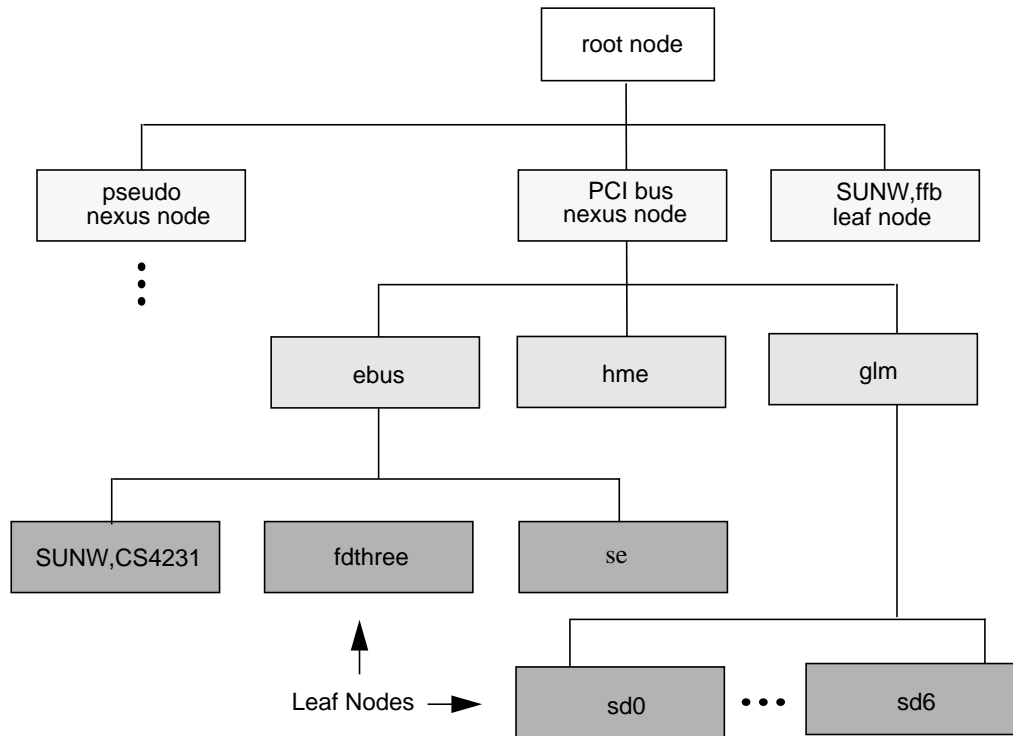 root node
pseudo
nexus node
PCI bus
nexus node
SUNW,ffb
leaf node
ebus
hme
glm
SUNW,CS4231
fdthree
se
Leaf Nodes
sd0
sd6